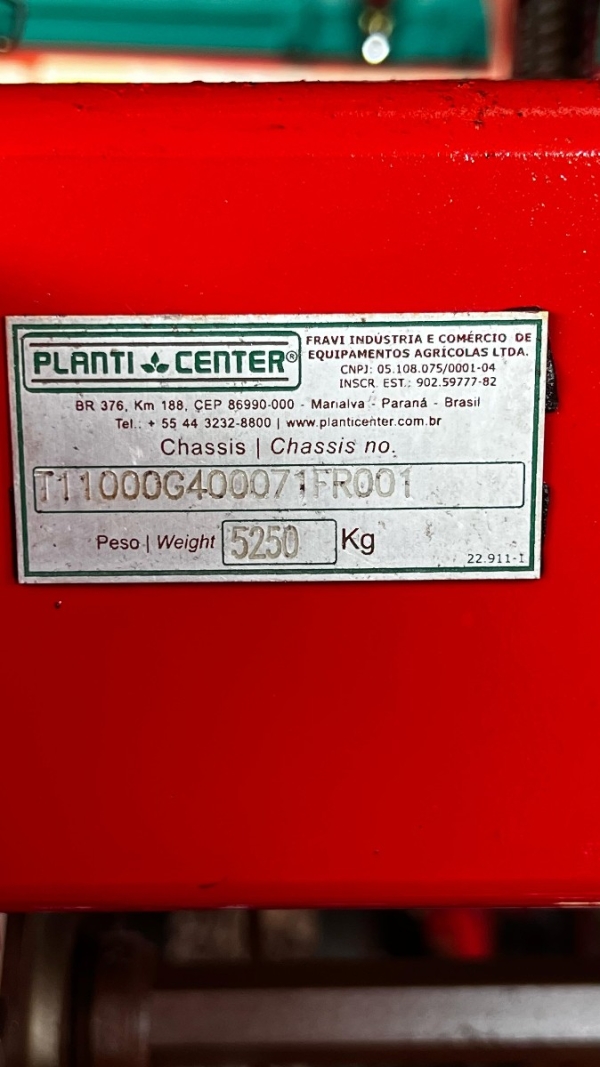 PLANTI CENTER®
FRAVI INDÚSTRIA E COMÉRCIO DE
EQUIPAMENTOS AGRÍCOLAS LTDA.
CNPJ: 05.108.075/0001-04
INSCR. EST.: 902.59777-82
BR 376, Km 188, CEP 86990-000 - Marialva - Paraná - Brasil
Tel.: + 55 44 3232-8800 | www.planticenter.com.br
Chassis | Chassis no.
T11000G400071FR001
Peso | Weight 5250 Kg
22.911-1